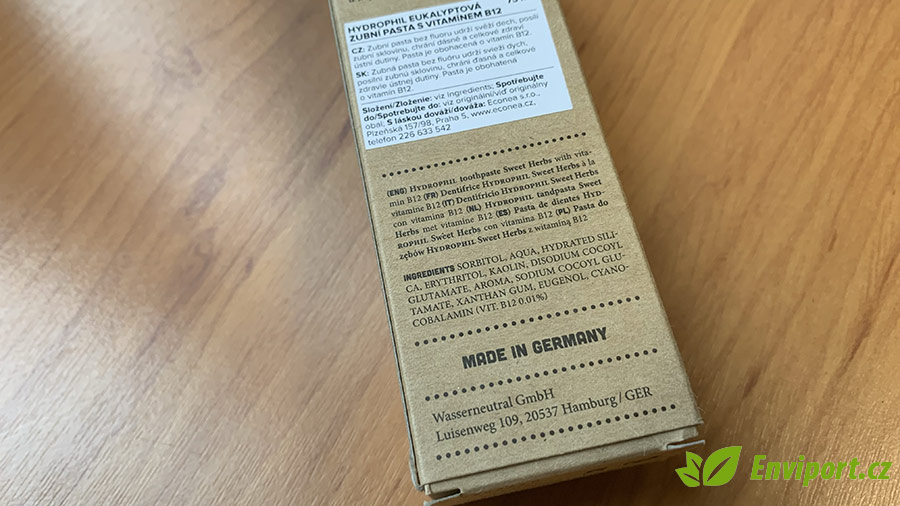 HYDROPHIL EUKALYPTOVÁ
ZUBNÍ PASTA S VITAMÍNEM B12
CZ: Zubní pasta bez fluoru udrží svěží dech, posílí
zubní sklovinu, chrání dásně a celkové zdraví
ústní dutiny. Pasta je obohacená o vitamín B12.
SK: Zubná pasta bez fluóru udrží svieži dych,
posilní zubnú sklovinu, chráni ďasná a celkové
zdravie ústnej dutiny. Pasta je obohatená
o vitamín B12.
Složení/Zloženie: viz Ingredients; Spotřebujte
do/Spotrebujte do: viz originální/viď originálny
obal; S láskou dováží/dováža: Econea s.r.o.,
Plzeňská 157/98, Praha 5, www.econea.cz,
telefon 226 633 542
(ENG) HYDROPHIL toothpaste Sweet Herbs with vita-
min B12 (FR) Dentifrice HYDROPHIL Sweet Herbs à la
vitamine B12 (IT) Dentifricio HYDROPHIL Sweet Herbs
con vitamina B12 (NL) HYDROPHIL tandpasta Sweet
Herbs met vitamine B12 (ES) Pasta de dientes HYD-
ROPHIL Sweet Herbs con vitamina B12 (PL) Pasta do
zębów HYDROPHIL Sweet Herbs z witaminą B12
INGREDIENTS SORBITOL, AQUA, HYDRATED SILI-
CA, ERYTHRITOL, KAOLIN, DISODIUM COCOYL
GLUTAMATE, AROMA, SODIUM COCOYL GLU-
TAMATE, XANTHAN GUM, EUGENOL, CYANO-
COBALAMIN (VIT. B12 0.01%)
MADE IN GERMANY
Wasserneutral GmbH
Luisenweg 109, 20537 Hamburg / GER
Enviport.cz